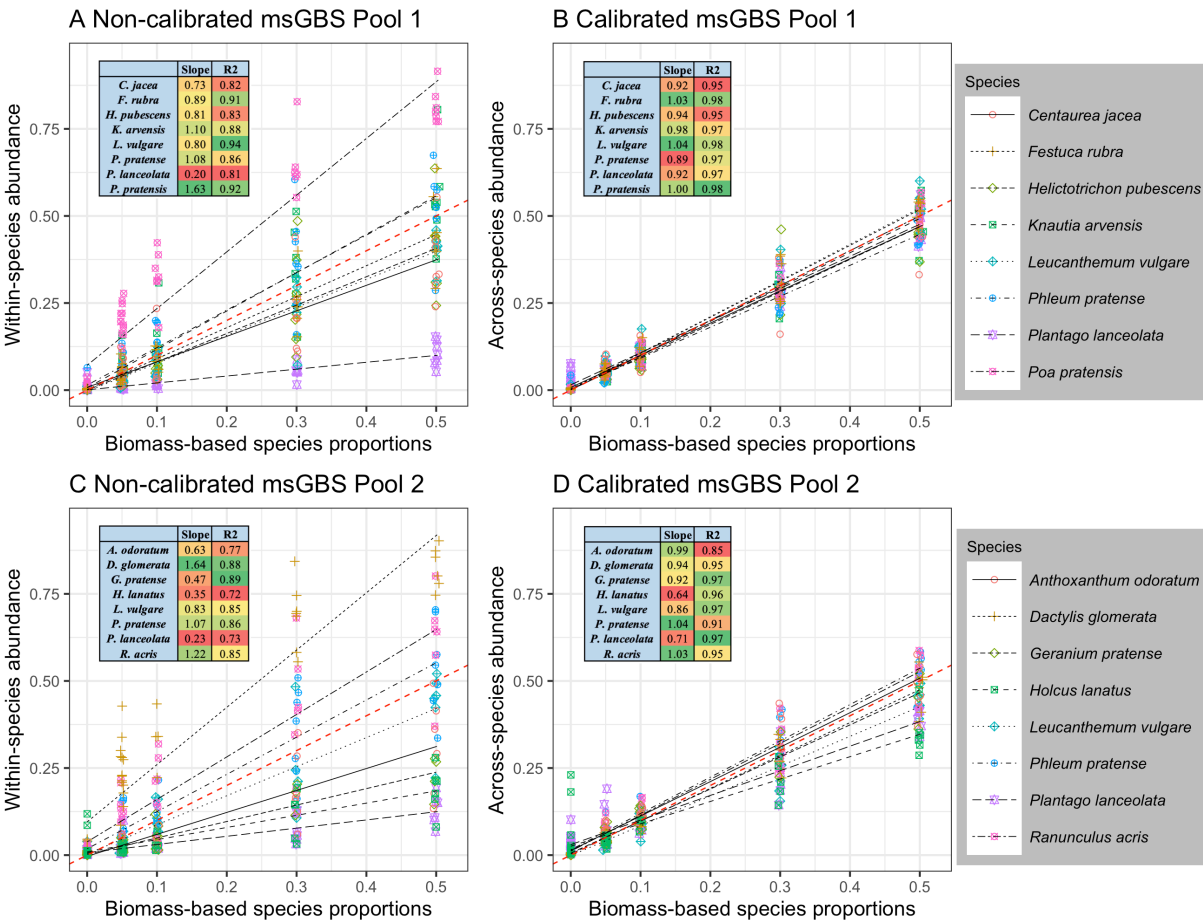 A Non-calibrated msGBS Pool 1
Within-species abundance
0.75
0.50
0.25
0.00
Slope R2
C. jacea 0.73 0.82
F. rubra 0.89 0.91
H. pubescens 0.81 0.83
K. arvensis 1.10 0.88
L. vulgare 0.80 0.94
P. pratense 1.08 0.86
P. lanceolata 0.20 0.81
P. pratensis 1.63 0.92
0.0 0.1 0.2 0.3 0.4 0.5
Biomass-based species proportions
B Calibrated msGBS Pool 1
Across-species abundance
0.75
0.50
0.25
0.00
Slope R2
C. jacea 0.92 0.95
F. rubra 1.03 0.98
H. pubescens 0.94 0.95
K. arvensis 0.98 0.97
L. vulgare 1.04 0.98
P. pratense 0.89 0.97
P. lanceolata 0.92 0.97
P. pratensis 1.00 0.98
0.0 0.1 0.2 0.3 0.4 0.5
Biomass-based species proportions
Species
Centaurea jacea
Festuca rubra
Helictotrichon pubescens
Knautia arvensis
Leucanthemum vulgare
Phleum pratense
Plantago lanceolata
Poa pratensis
C Non-calibrated msGBS Pool 2
Within-species abundance
0.75
0.50
0.25
0.00
Slope R2
A. odoratum 0.63 0.77
D. glomerata 1.64 0.88
G. pratense 0.47 0.89
H. lanatus 0.35 0.72
L. vulgare 0.83 0.85
P. pratense 1.07 0.86
P. lanceolata 0.23 0.73
R. acris 1.22 0.85
0.0 0.1 0.2 0.3 0.4 0.5
Biomass-based species proportions
D Calibrated msGBS Pool 2
Across-species abundance
0.75
0.50
0.25
0.00
Slope R2
A. odoratum 0.99 0.85
D. glomerata 0.94 0.95
G. pratense 0.92 0.97
H. lanatus 0.64 0.96
L. vulgare 0.86 0.97
P. pratense 1.04 0.91
P. lanceolata 0.71 0.97
R. acris 1.03 0.95
0.0 0.1 0.2 0.3 0.4 0.5
Biomass-based species proportions
Species
Anthoxanthum odoratum
Dactylis glomerata
Geranium pratense
Holcus lanatus
Leucanthemum vulgare
Phleum pratense
Plantago lanceolata
Ranunculus acris